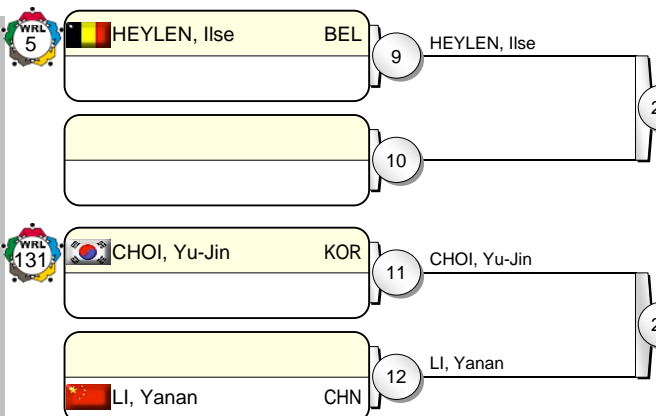 WRL
5
HEYLEN, Ilse BEL
9
HEYLEN, Ilse
10
WRL
131
CHOI, Yu-Jin KOR
11
CHOI, Yu-Jin
LI, Yanan CHN
12
LI, Yanan